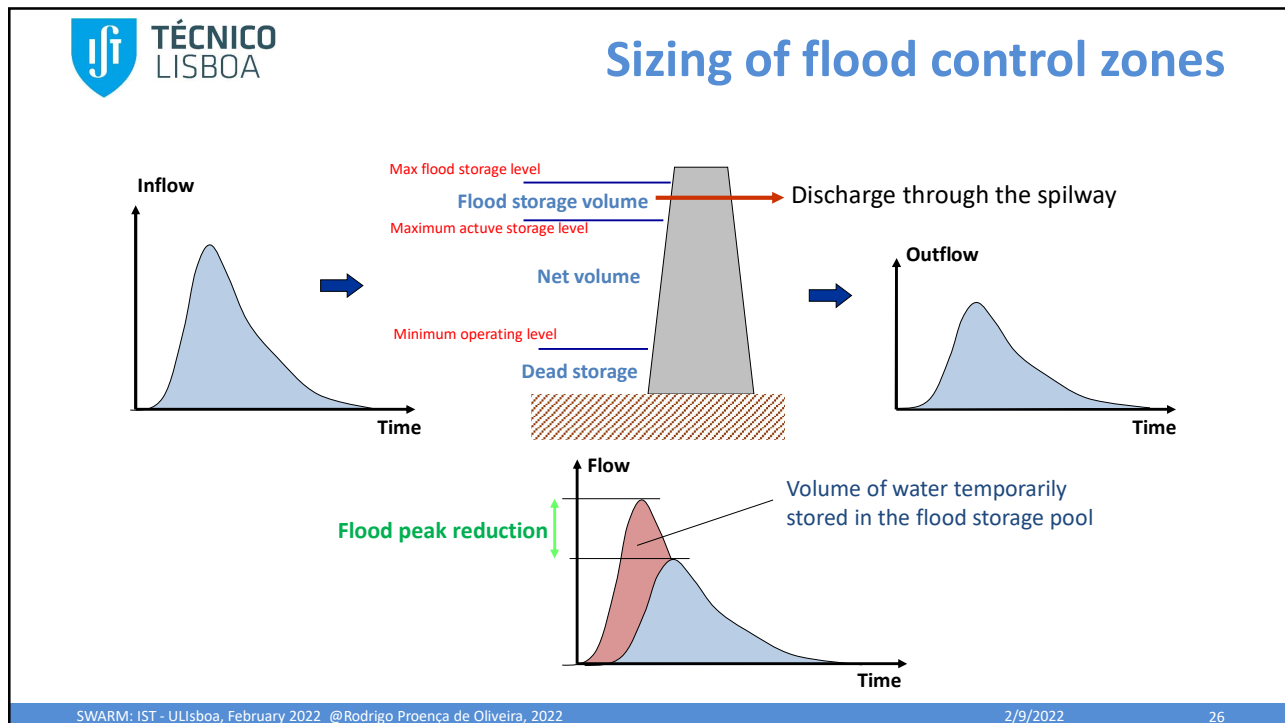 TÉCNICO
LISBOA
Sizing of flood control zones
Inflow
Time
Max flood storage level
Flood storage volume
Maximum actuve storage level
Net volume
Minimum operating level
Dead storage
Discharge through the spilway
Outflow
Time
Flow
Flood peak reduction
Volume of water temporarily
stored in the flood storage pool
Time
SWARM: IST - ULIsboa, February 2022 @Rodrigo Proença de Oliveira, 2022
2/9/2022
26